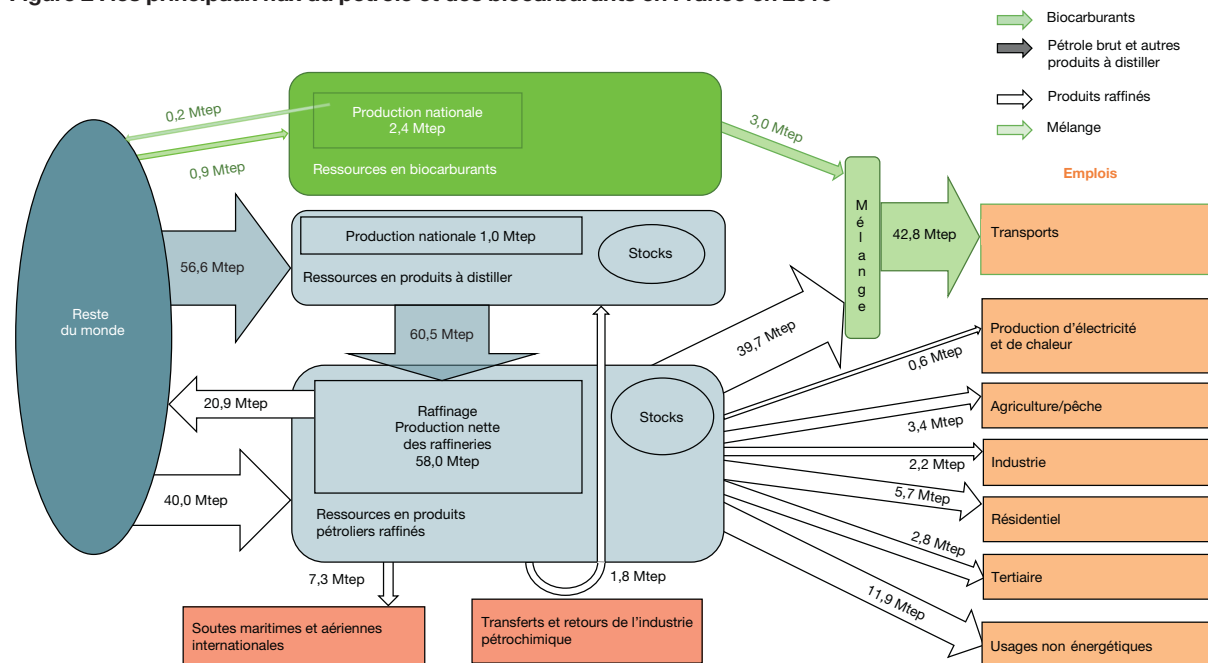 Biocarburants
Pétrole brut et autres
produits à distiller
Produits raffinés
Mélange
Emplois
0,2 Mtep
0,9 Mtep
Production nationale
2,4 Mtep
Ressources en biocarburants
3,0 Mtep
Mélange
42,8 Mtep
Transports
Reste
du monde
56,6 Mtep
Production nationale 1,0 Mtep
Stocks
Ressources en produits à distiller
60,5 Mtep
39,7 Mtep
20,9 Mtep
40,0 Mtep
Raffinage
Production nette
des raffineries
58,0 Mtep
Stocks
Ressources en produits
pétroliers raffinés
0,6 Mtep
Production d'électricité
et de chaleur
3,4 Mtep
Agriculture/pêche
2,2 Mtep
Industrie
5,7 Mtep
Résidentiel
2,8 Mtep
Tertiaire
11,9 Mtep
Usages non énergétiques
7,3 Mtep
Soutes maritimes et aériennes
internationales
1,8 Mtep
Transferts et retours de l'industrie
pétrochimique